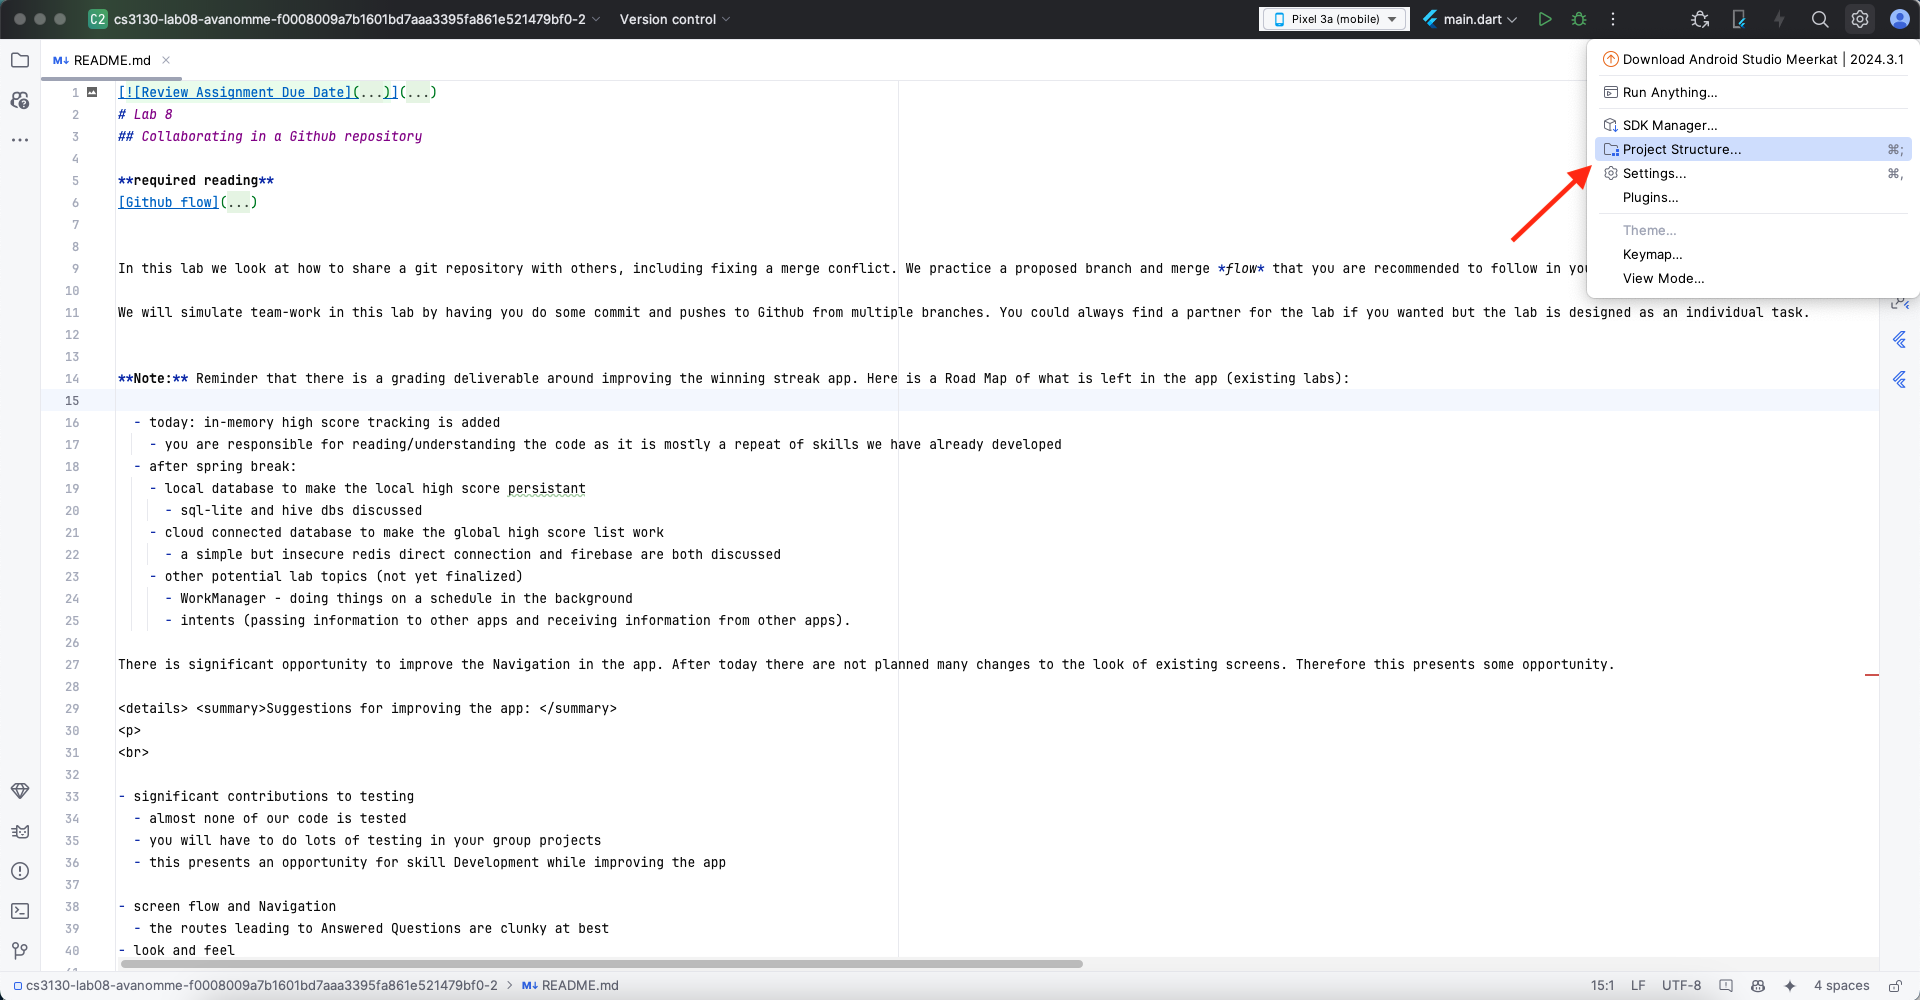 C2 cs3130-lab08-avanomme-f0008009a7b1601bd7aaa3395fa861e521479bf0-2 Version control Pixel 3a (mobile) main.dart
M↓ README.md ×
Download Android Studio Meerkat | 2024.3.1
Run Anything...
SDK Manager...
Project Structure... ⌘;
Settings... ⌘,
Plugins...
Theme...
Keymap...
View Mode...
1 [![Review Assignment Due Date](...)](...)
2 # Lab 8
3 ## Collaborating in a Github repository
4
5 **required reading**
6 [Github flow](...)
7
8
9 In this lab we look at how to share a git repository with others, including fixing a merge conflict. We practice a proposed branch and merge *flow* that you are recommended to follow in
10
11 We will simulate team-work in this lab by having you do some commit and pushes to Github from multiple branches. You could always find a partner for the lab if you wanted but the lab is designed as an individual task.
12
13
14 **Note:** Reminder that there is a grading deliverable around improving the winning streak app. Here is a Road Map of what is left in the app (existing labs):
15
16 - today: in-memory high score tracking is added
17 - you are responsible for reading/understanding the code as it is mostly a repeat of skills we have already developed
18 - after spring break:
19 - local database to make the local high score persistant
20 - sql-lite and hive dbs discussed
21 - cloud connected database to make the global high score list work
22 - a simple but insecure redis direct connection and firebase are both discussed
23 - other potential lab topics (not yet finalized)
24 - WorkManager - doing things on a schedule in the background
25 - intents (passing information to other apps and receiving information from other apps).
26
27 There is significant opportunity to improve the Navigation in the app. After today there are not planned many changes to the look of existing screens. Therefore this presents some opportunity.
28
29 <details> <summary>Suggestions for improving the app: </summary>
30 <p>
31 <br>
32
33 - significant contributions to testing
34 - almost none of our code is tested
35 - you will have to do lots of testing in your group projects
36 - this presents an opportunity for skill Development while improving the app
37
38 - screen flow and Navigation
39 - the routes leading to Answered Questions are clunky at best
40 - look and feel
cs3130-lab08-avanomme-f0008009a7b1601bd7aaa3395fa861e521479bf0-2 > M↓ README.md 15:1 LF UTF-8 4 spaces